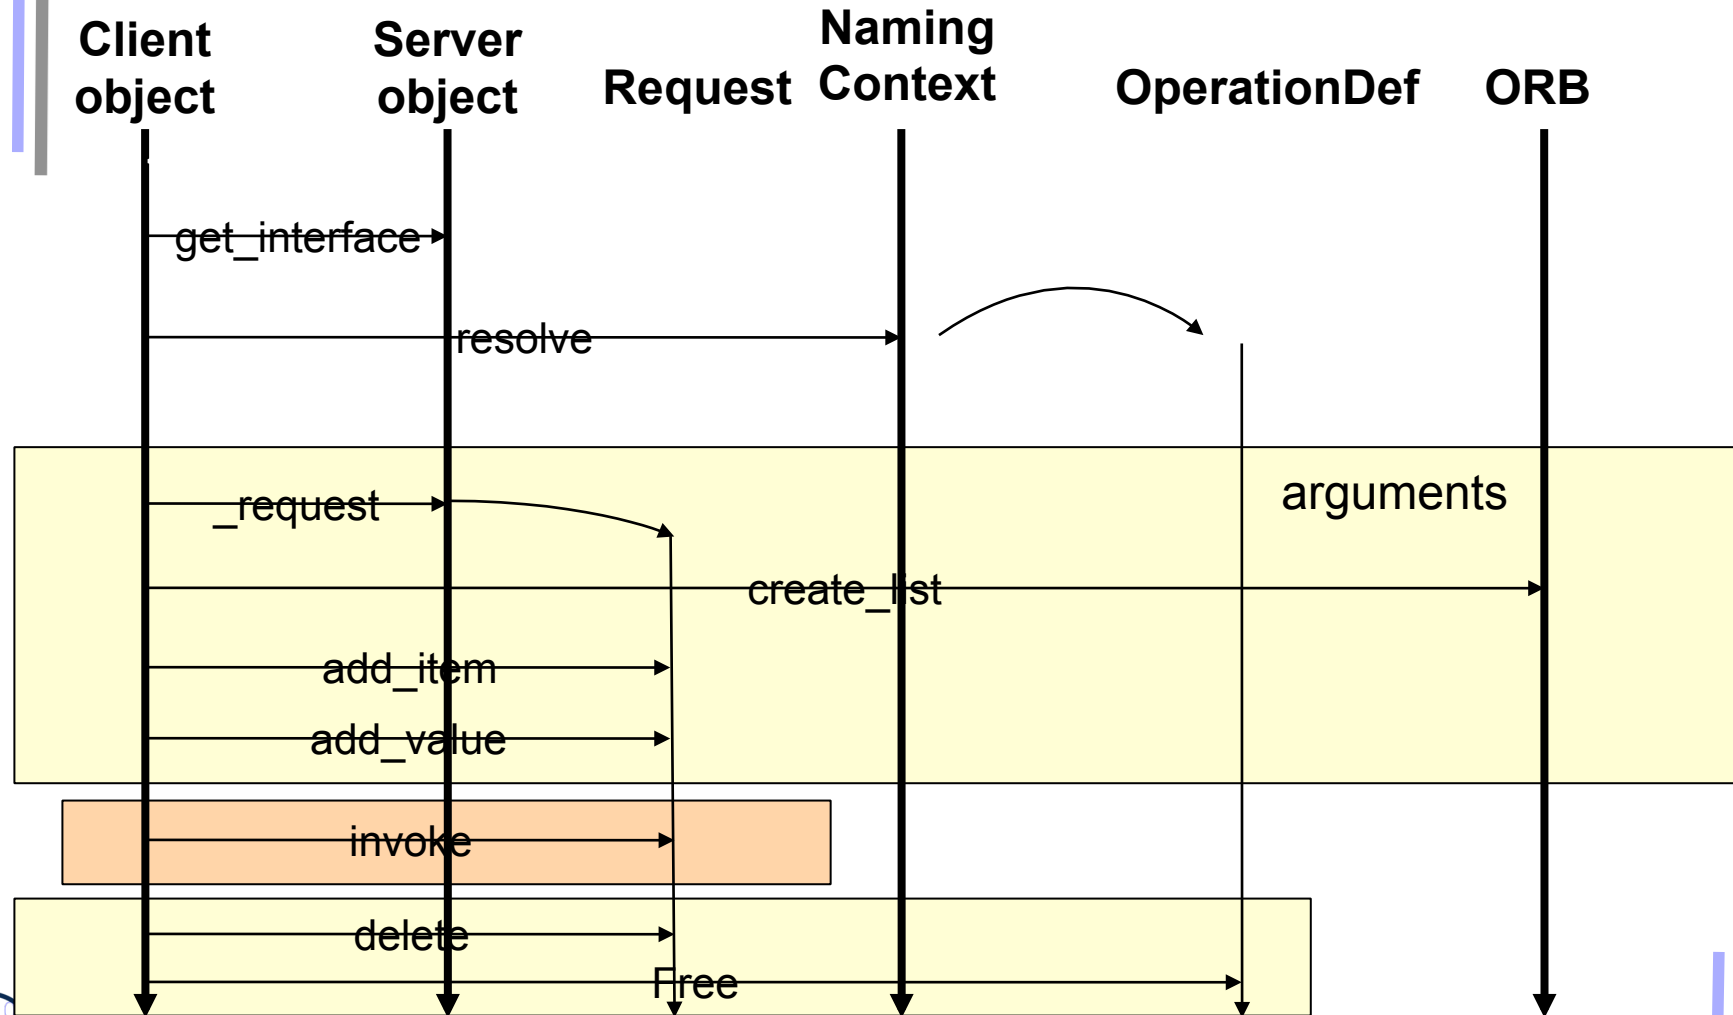 Client
object
Server
object
Request
Naming
Context
OperationDef
ORB
get_interface
resolve
_request
arguments
create_list
add_item
add_value
invoke
delete
Free